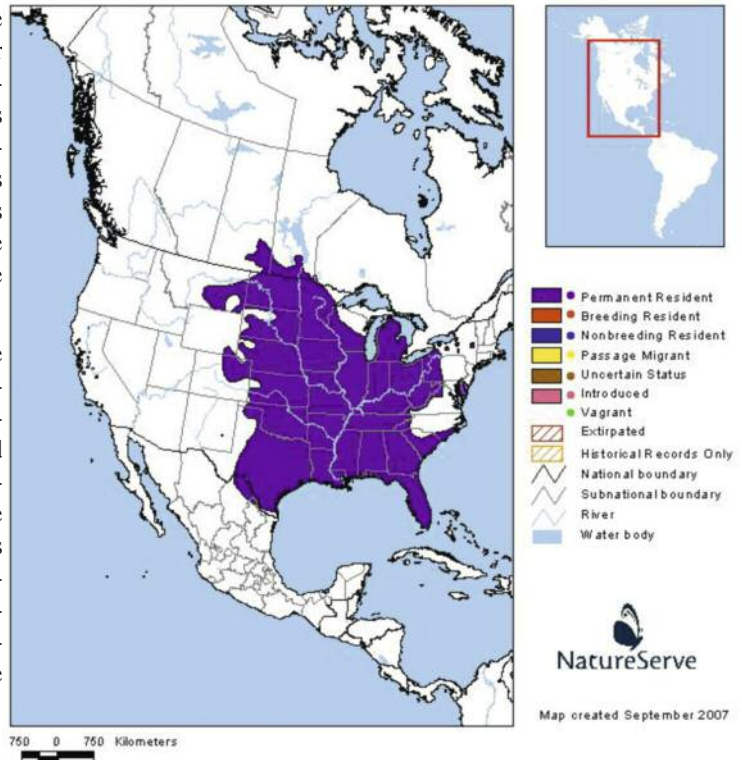 Permanent Resident
Breeding Resident
Nonbreeding Resident
Passage Migrant
Uncertain Status
Introduced
Vagrant
Extirpated
Historical Records Only
National boundary
Subnational boundary
River
Water body
NatureServe
Map created September 2007
750 0 750 Kilometers